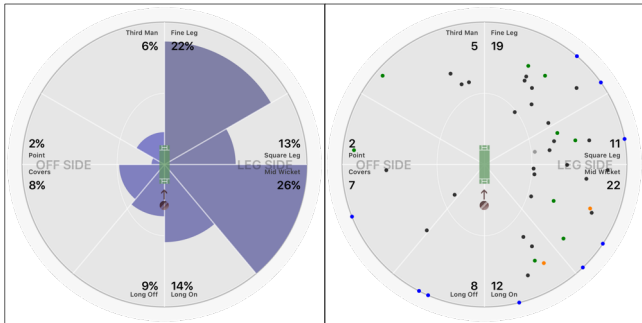 Third Man Fine Leg
6% 22%
2% 13%
Point Square Leg
OFF SIDE LEG SIDE
Covers Mid Wicket
8% 26%
9% 14%
Long Off Long On
Third Man Fine Leg
5 19
2 11
Point Square Leg
OFF SIDE LEG SIDE
Covers Mid Wicket
7 22
8 12
Long Off Long On